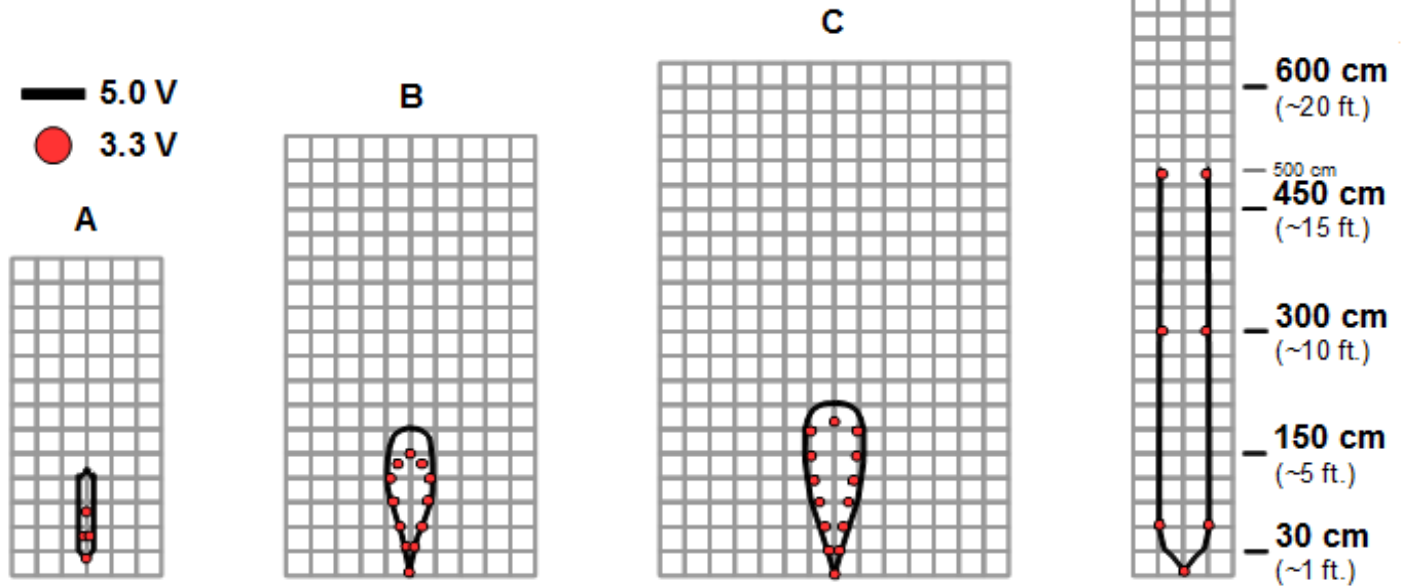 5.0 V
3.3 V
A
B
C
600 cm
(~20 ft.)
500 cm
450 cm
(~15 ft.)
300 cm
(~10 ft.)
150 cm
(~5 ft.)
30 cm
(~1 ft.)